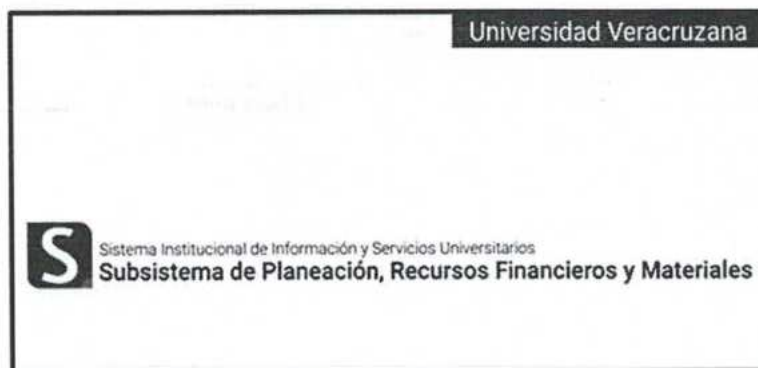 Universidad Veracruzana
S
Sistema Institucional de Información y Servicios Universitarios
Subsistema de Planeación, Recursos Financieros y Materiales